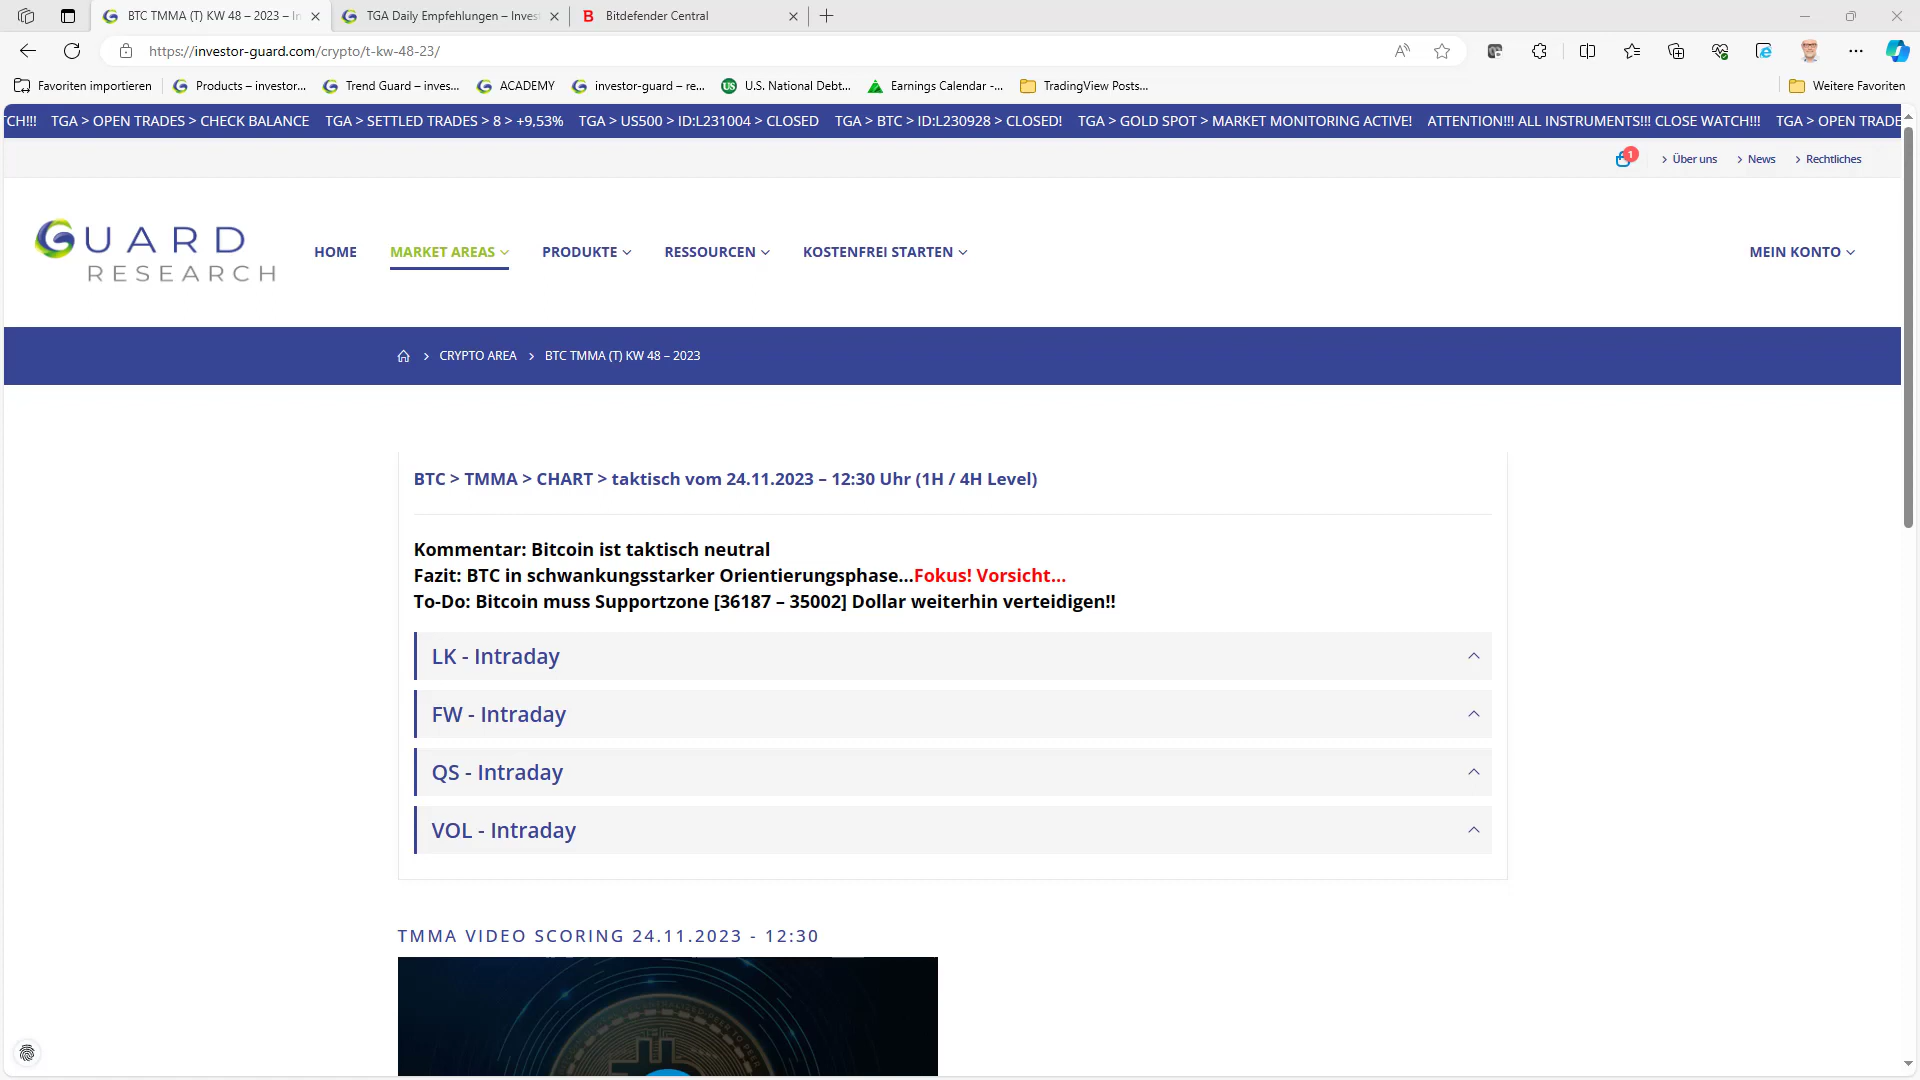 BTC TMMA (T) KW 48 – 2023 – In
TGA Daily Empfehlungen – Invest
Bitdefender Central
https://investor-guard.com/crypto/t-kw-48-23/
Favoriten importieren
Products – investor...
Trend Guard – inves...
ACADEMY
investor-guard – re...
U.S. National Debt...
Earnings Calendar -...
TradingView Posts...
Weitere Favoriten
TCH!!! TGA > OPEN TRADES > CHECK BALANCE TGA > SETTLED TRADES > 8 > +9,53% TGA > US500 > ID:L231004 > CLOSED TGA > BTC > ID:L230928 > CLOSED! TGA > GOLD SPOT > MARKET MONITORING ACTIVE! ATTENTION!!! ALL INSTRUMENTS!!! CLOSE WATCH!!! TGA > OPEN TRADE
1
Über uns
News
Rechtliches
GUARD
RESEARCH
HOME
MARKET AREAS
PRODUKTE
RESSOURCEN
KOSTENFREI STARTEN
MEIN KONTO
CRYPTO AREA
BTC TMMA (T) KW 48 – 2023
BTC > TMMA > CHART > taktisch vom 24.11.2023 – 12:30 Uhr (1H / 4H Level)
Kommentar: Bitcoin ist taktisch neutral
Fazit: BTC in schwankungsstarker Orientierungsphase...Fokus! Vorsicht...
To-Do: Bitcoin muss Supportzone [36187 – 35002] Dollar weiterhin verteidigen!!
LK - Intraday
FW - Intraday
QS - Intraday
VOL - Intraday
TMMA VIDEO SCORING 24.11.2023 - 12:30